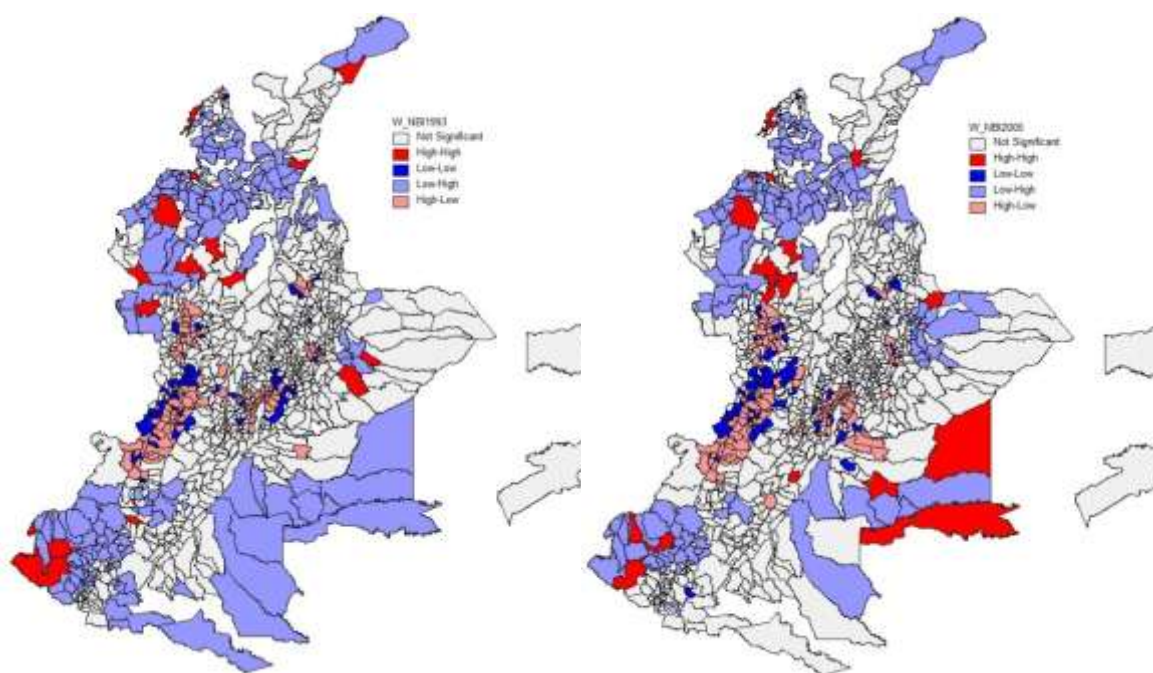 W_NBI1993
Not Significant
High-High
Low-Low
Low-High
High-Low
W_NBI2005
Not Significant
High-High
Low-Low
Low-High
High-Low